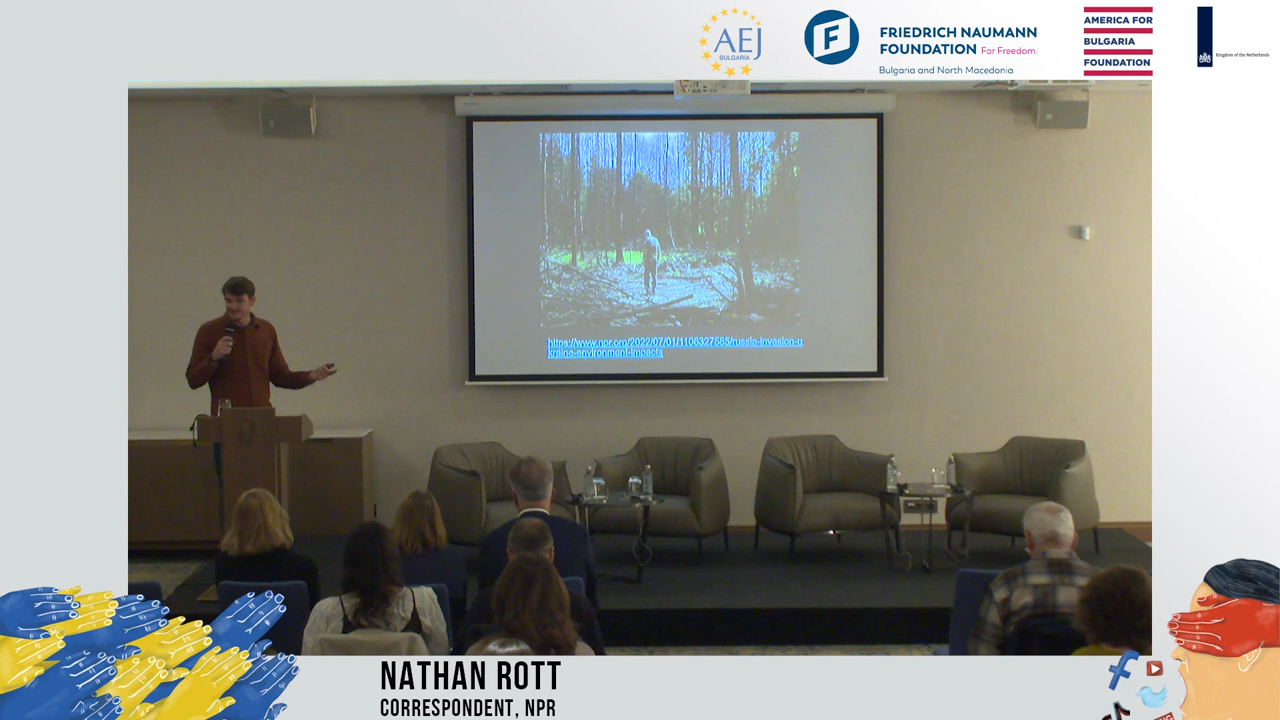 AEJ
BULGARIA
F
FRIEDRICH NAUMANN
FOUNDATION For Freedom.
Bulgaria and North Macedonia
AMERICA FOR
BULGARIA
FOUNDATION
Kingdom of the Netherlands
https://www.npr.org/2022/07/01/1106327585/russia-invasion-u
kraine-environment-impacts
NATHAN ROTT
CORRESPONDENT, NPR